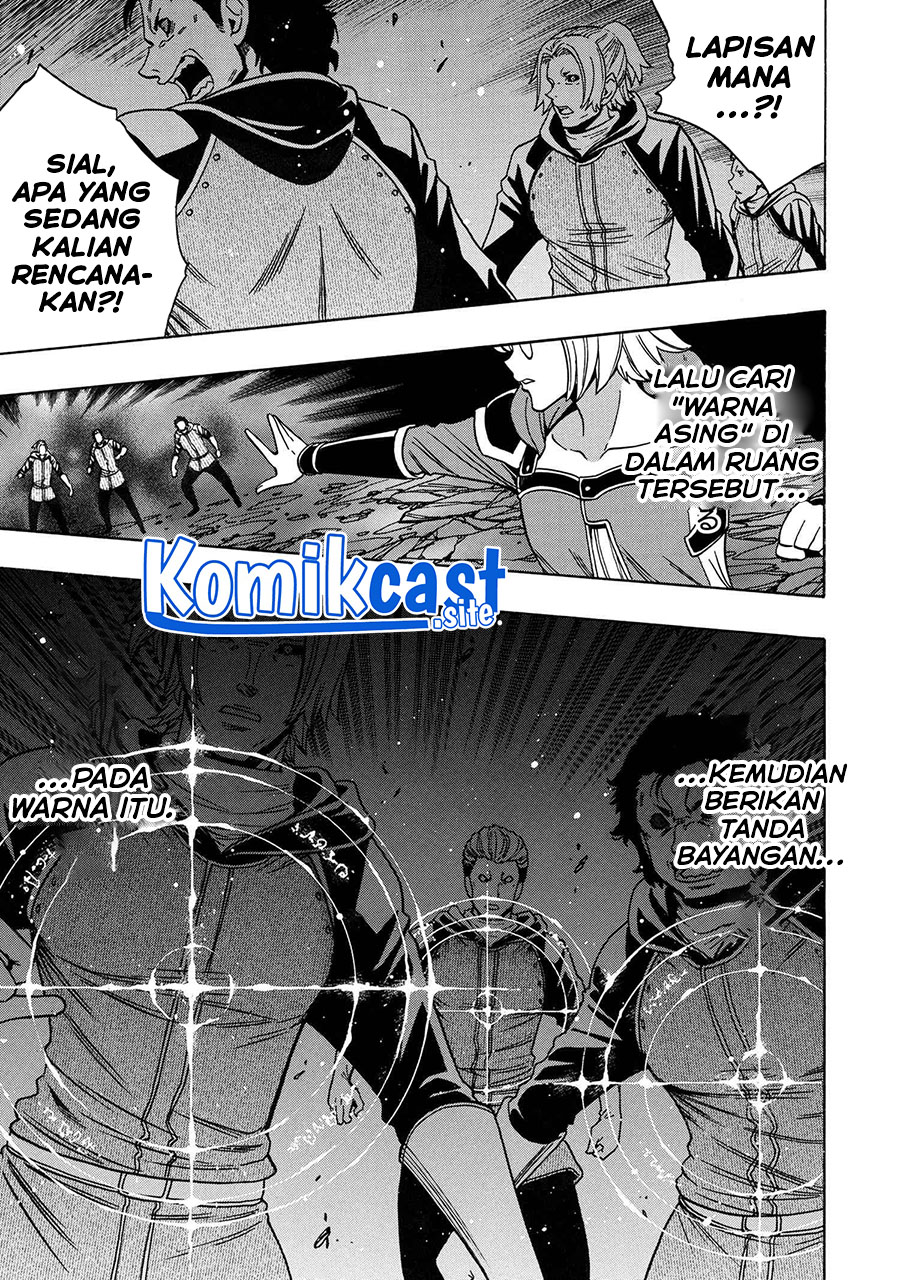 LAPISAN
MANA
...?!
SIAL,
APA YANG
SEDANG
KALIAN
RENCANA-
KAN?!
LALU CARI
"WARNA
ASING" DI
DALAM RUANG
TERSEBUT...
Komikcast
.site
...KEMUDIAN
BERIKAN
TANDA
BAYANGAN...
...PADA
WARNA ITU.